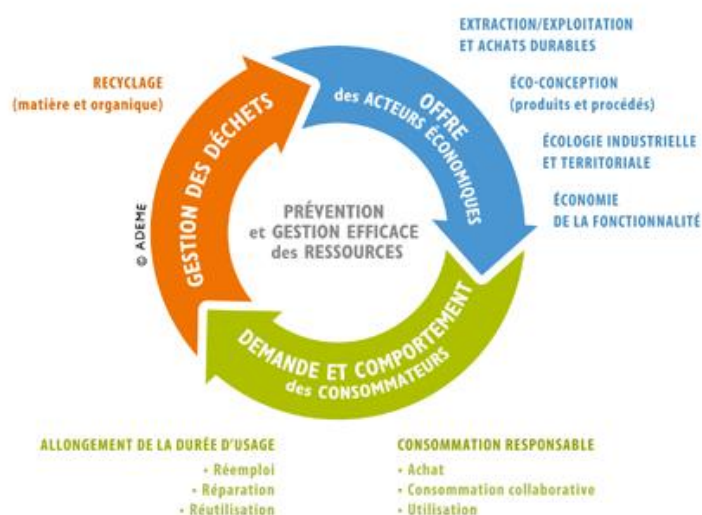 EXTRACTION/EXPLOITATION
ET ACHATS DURABLES
ÉCO-CONCEPTION
(produits et procédés)
ÉCOLOGIE INDUSTRIELLE
ET TERRITORIALE
ÉCONOMIE
DE LA FONCTIONNALITÉ
RECYCLAGE
(matière et organique)
OFFRE
des ACTEURS ÉCONOMIQUES
GESTION DES DÉCHETS
PRÉVENTION
et GESTION EFFICACE
des RESSOURCES
© ADEME
DEMANDE ET COMPORTEMENT
des CONSOMMATEURS
ALLONGEMENT DE LA DURÉE D'USAGE
• Réemploi
• Réparation
• Réutilisation
CONSOMMATION RESPONSABLE
• Achat
• Consommation collaborative
• Utilisation